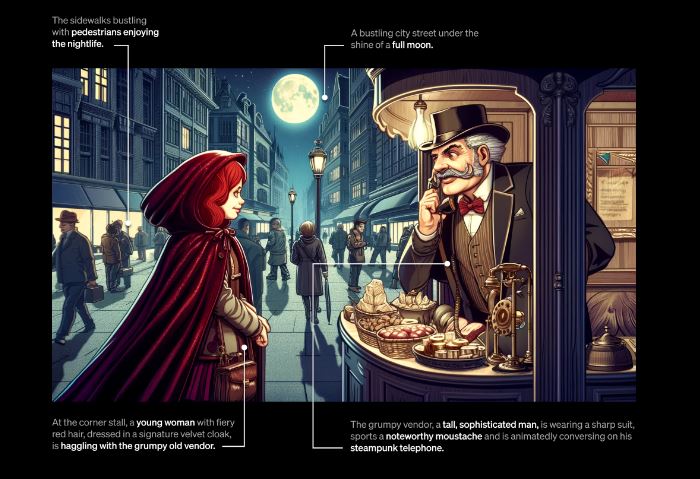 The sidewalks bustling
with pedestrians enjoying
the nightlife.
A bustling city street under the
shine of a full moon.
At the corner stall, a young woman with fiery
red hair, dressed in a signature velvet cloak,
is haggling with the grumpy old vendor.
The grumpy vendor, a tall, sophisticated man, is wearing a sharp suit,
sports a noteworthy moustache and is animatedly conversing on his
steampunk telephone.